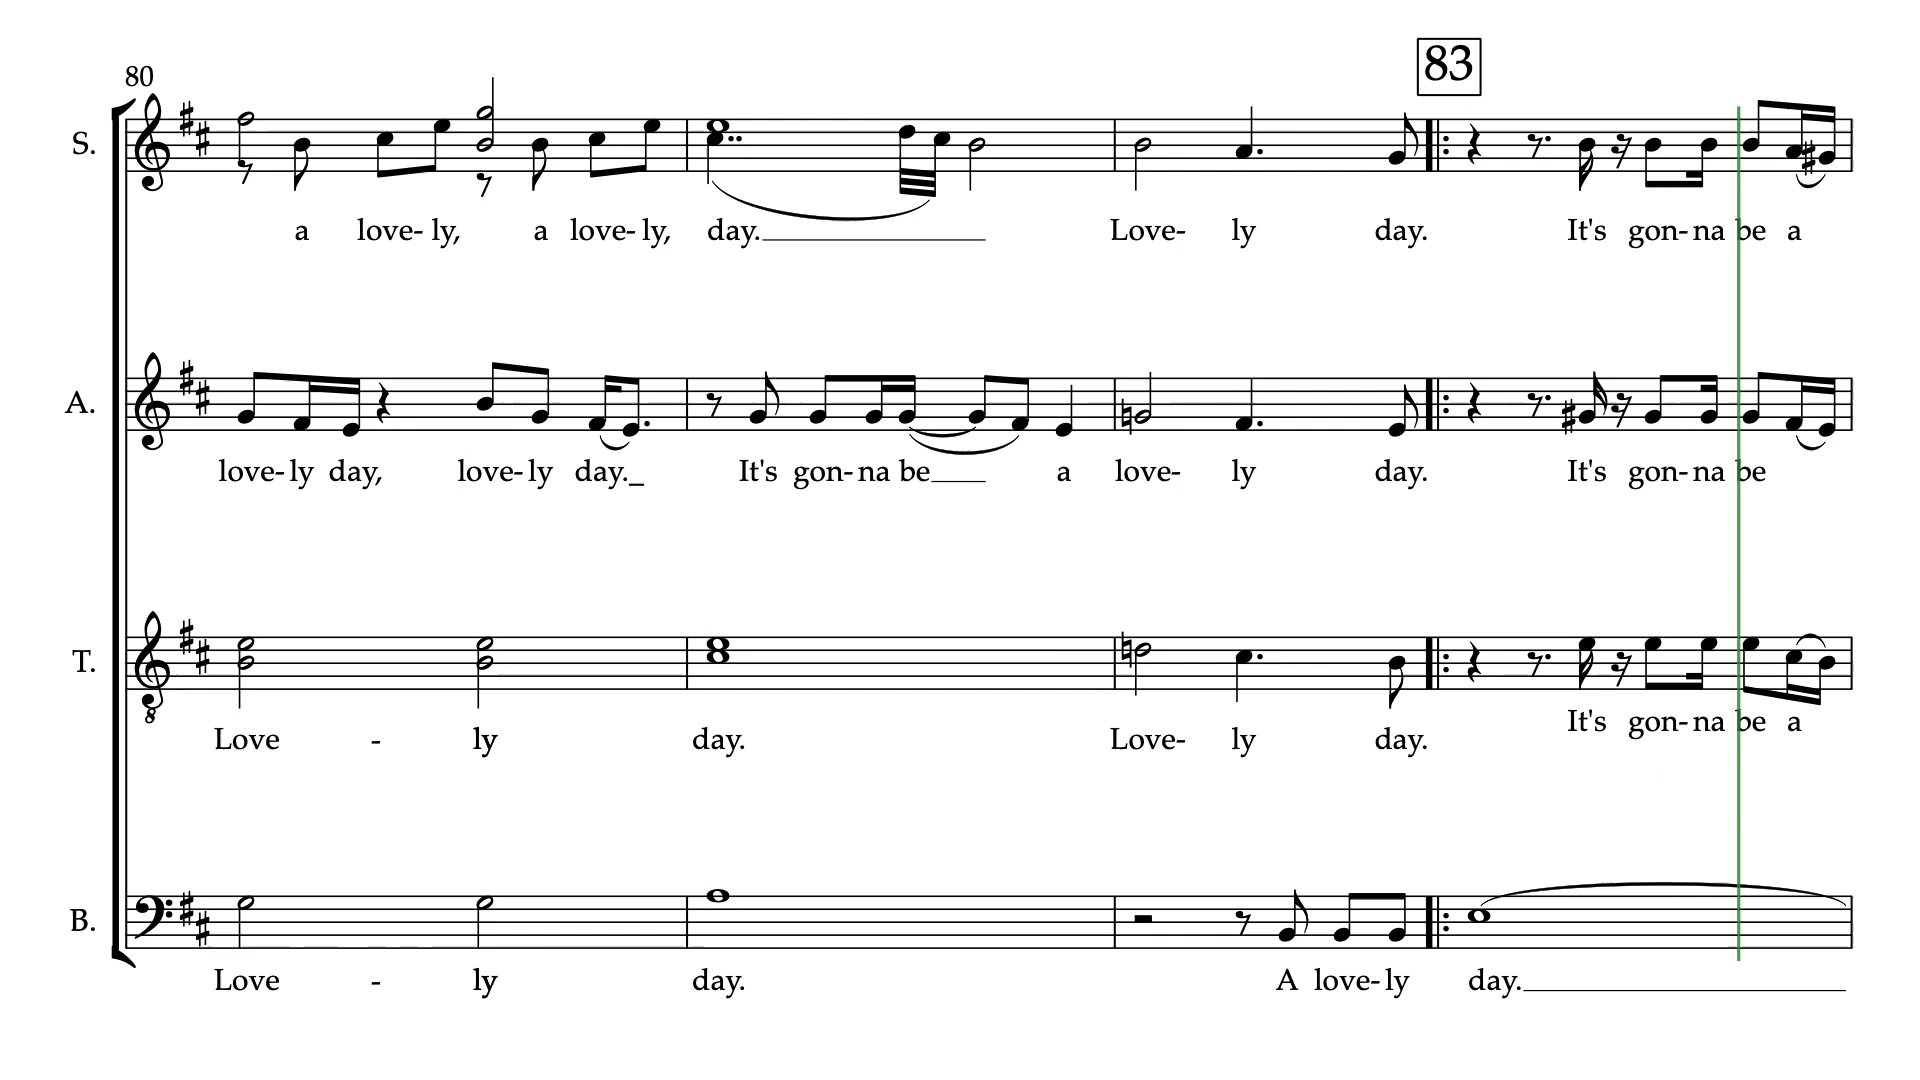 83
80
S.
a love- ly, a love- ly, day. Love- ly day. It's gon- na be a
A.
love- ly day, love- ly day._ It's gon- na be a love- ly day. It's gon- na be
T.
It's gon- na be a
Love - ly day. Love- ly day.
B.
Love - ly day. A love- ly day.